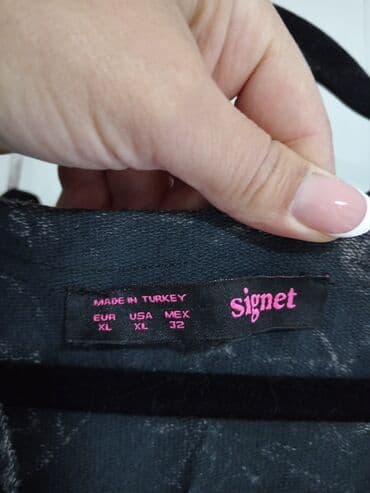 MADE IN TURKEY
EUR USA MEX
XL XL 32
Signet